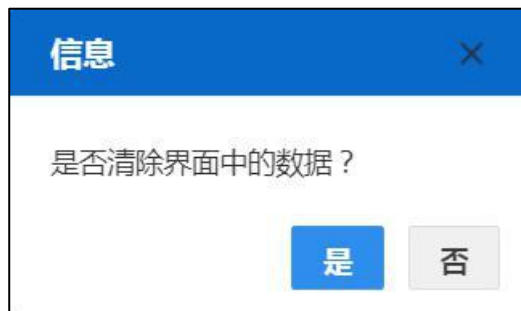 信息
是否清除界面中的数据？
是 否